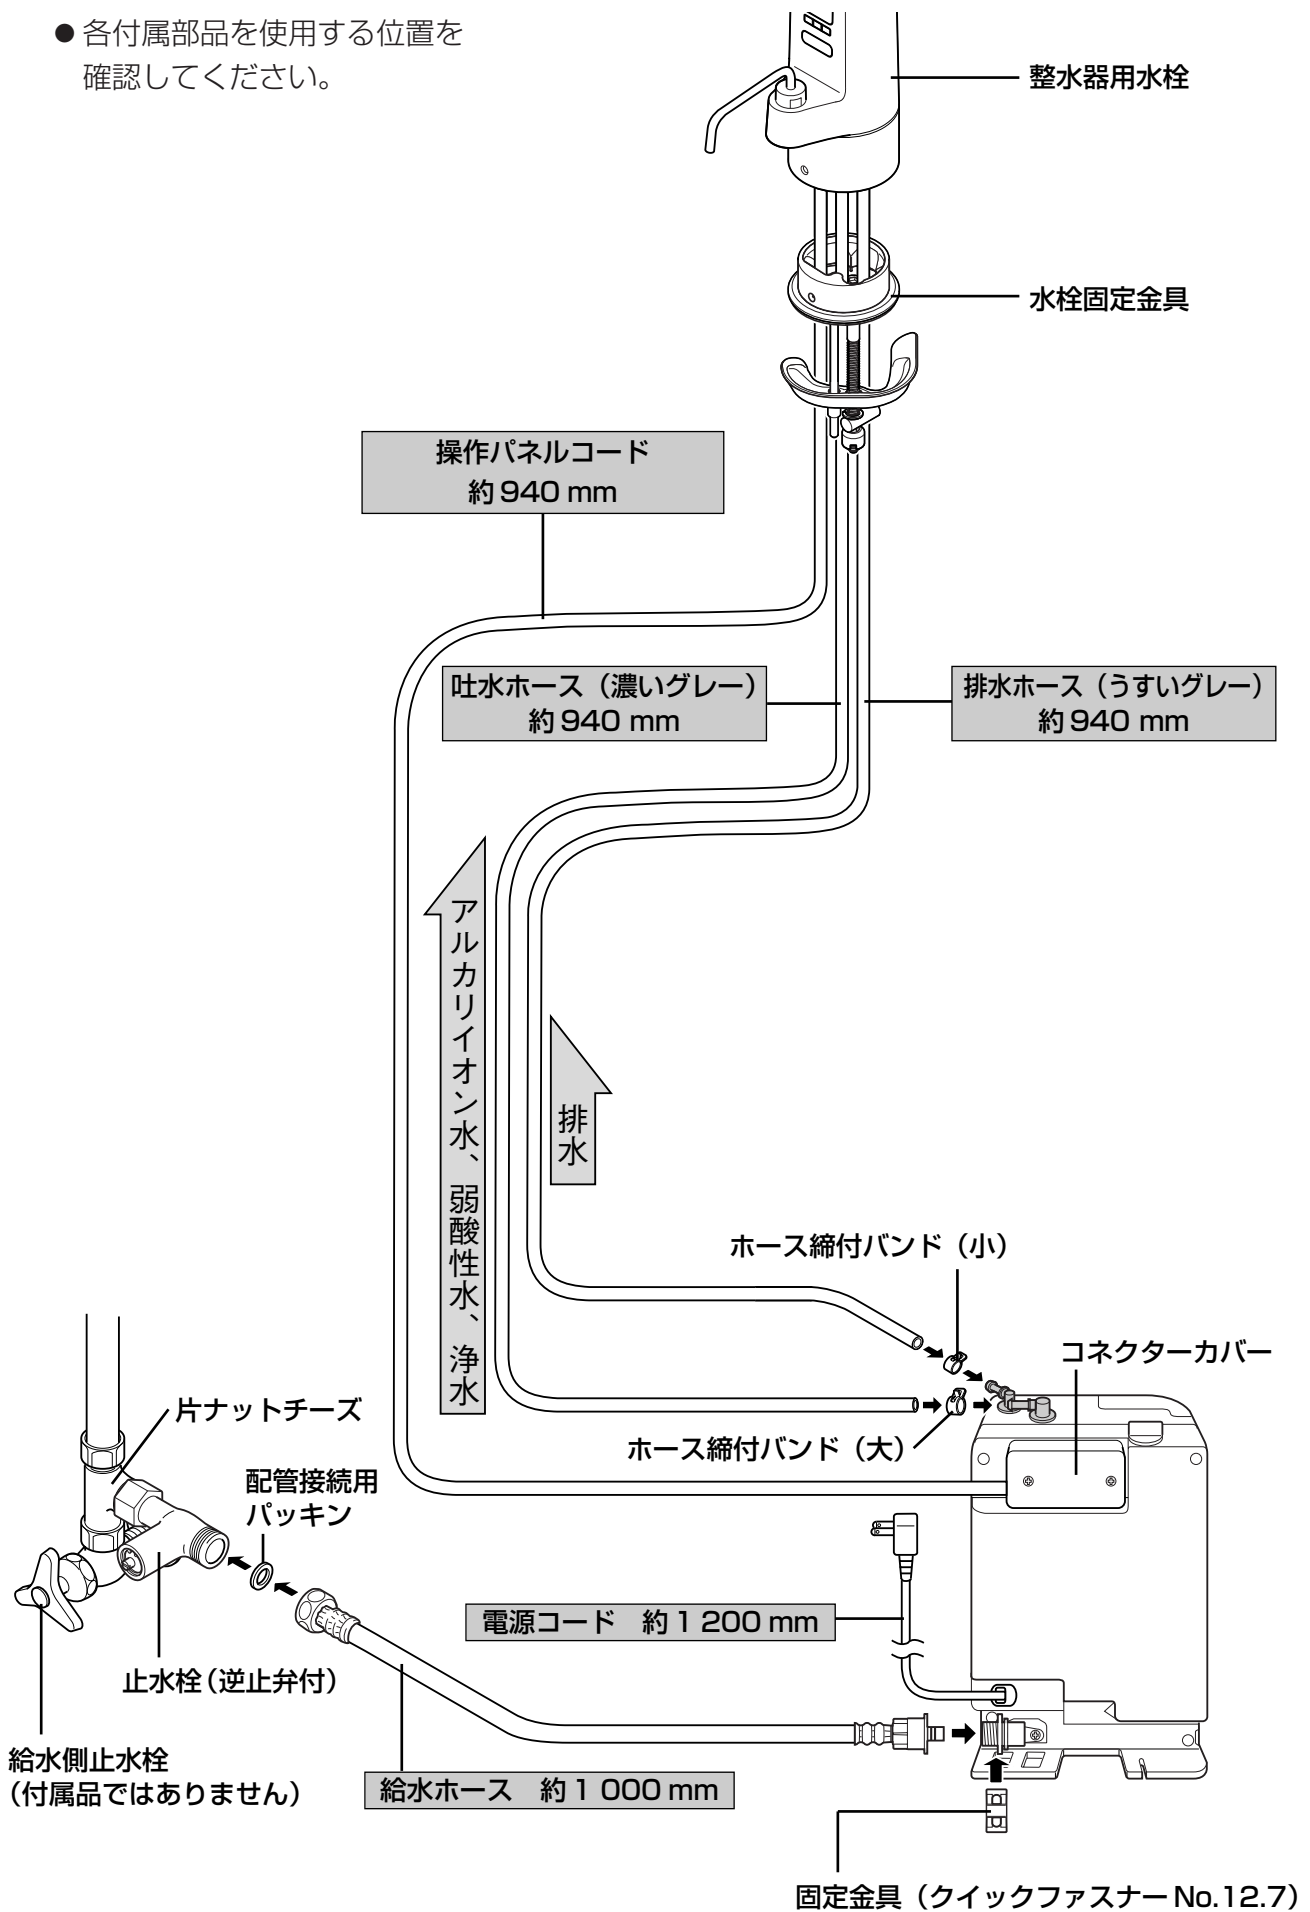 ●各付属部品を使用する位置を
確認してください。
整水器用水栓
水栓固定金具
操作パネルコード
約940 mm
吐水ホース（濃いグレー）
約940 mm
排水ホース（うすいグレー）
約940 mm
アルカリイオン水、弱酸性水、浄水
排水
ホース締付バンド（小）
コネクターカバー
ホース締付バンド（大）
片ナットチーズ
配管接続用
パッキン
電源コード　約1 200 mm
止水栓（逆止弁付）
給水側止水栓
（付属品ではありません）
給水ホース　約1 000 mm
固定金具（クイックファスナー No.12.7）